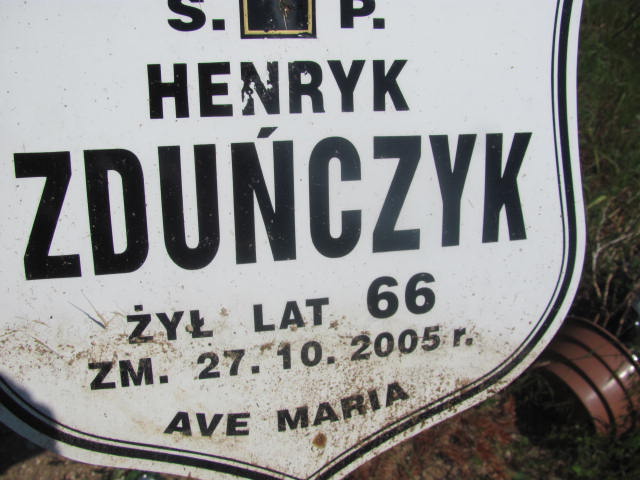 Ś. P.
HENRYK
ZDUŃCZYK
ŻYŁ LAT 66
ZM. 27. 10. 2005 r.
AVE MARIA